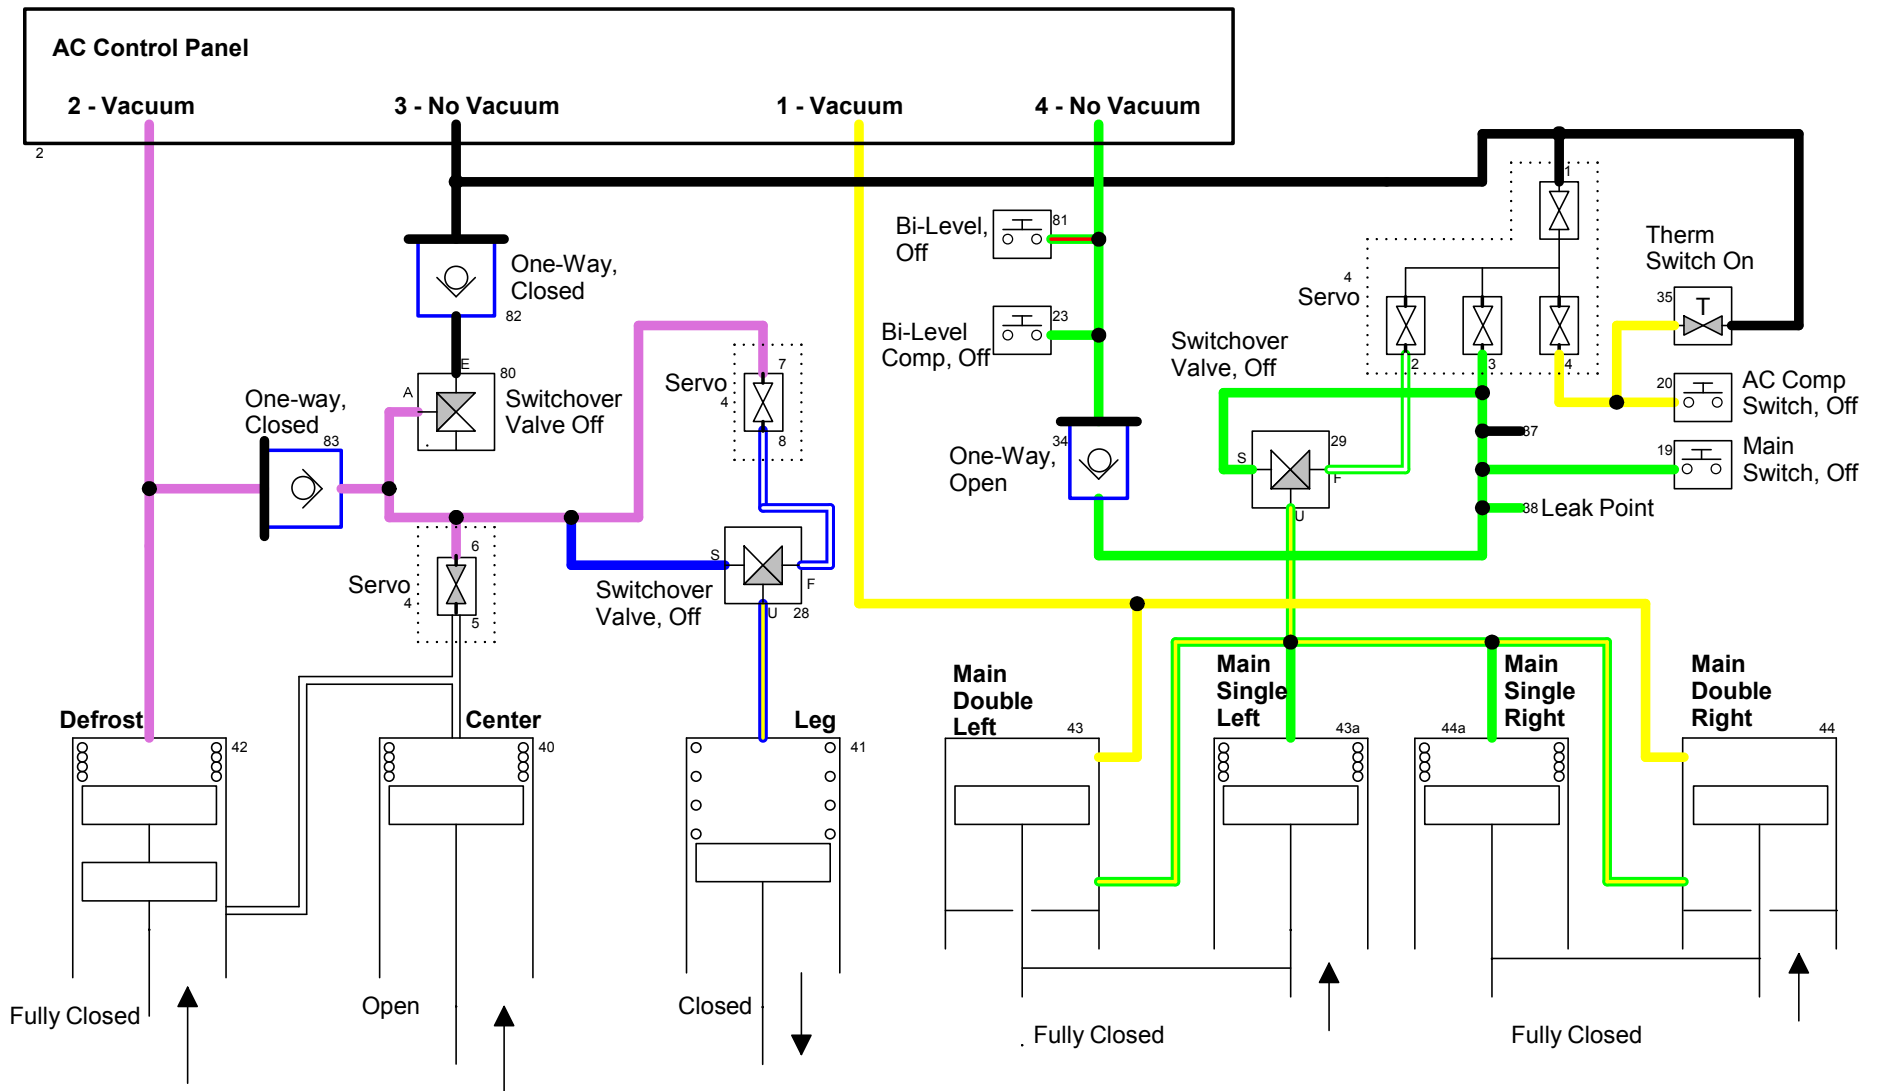 AC Control Panel
2 - Vacuum
3 - No Vacuum
1 - Vacuum
4 - No Vacuum
2
Bi-Level,
Off
81
Bi-Level
Comp, Off
23
One-Way,
Closed
82
E
A
80
Switchover
Valve Off
One-way,
Closed
83
Servo
4
7
8
6
Servo
4
5
S
F
U
28
Switchover
Valve, Off
34
One-Way,
Open
Switchover
Valve, Off
S
29
F
U
1
4
Servo
2
3
4
Therm
Switch On
35
T
20
AC Comp
Switch, Off
37
19
Main
Switch, Off
38
Leak Point
Defrost
42
Center
40
Leg
41
Main
Double
Left
43
Main
Single
Left
43a
Main
Single
Right
44a
Main
Double
Right
44
Fully Closed
Open
Closed
Fully Closed
Fully Closed